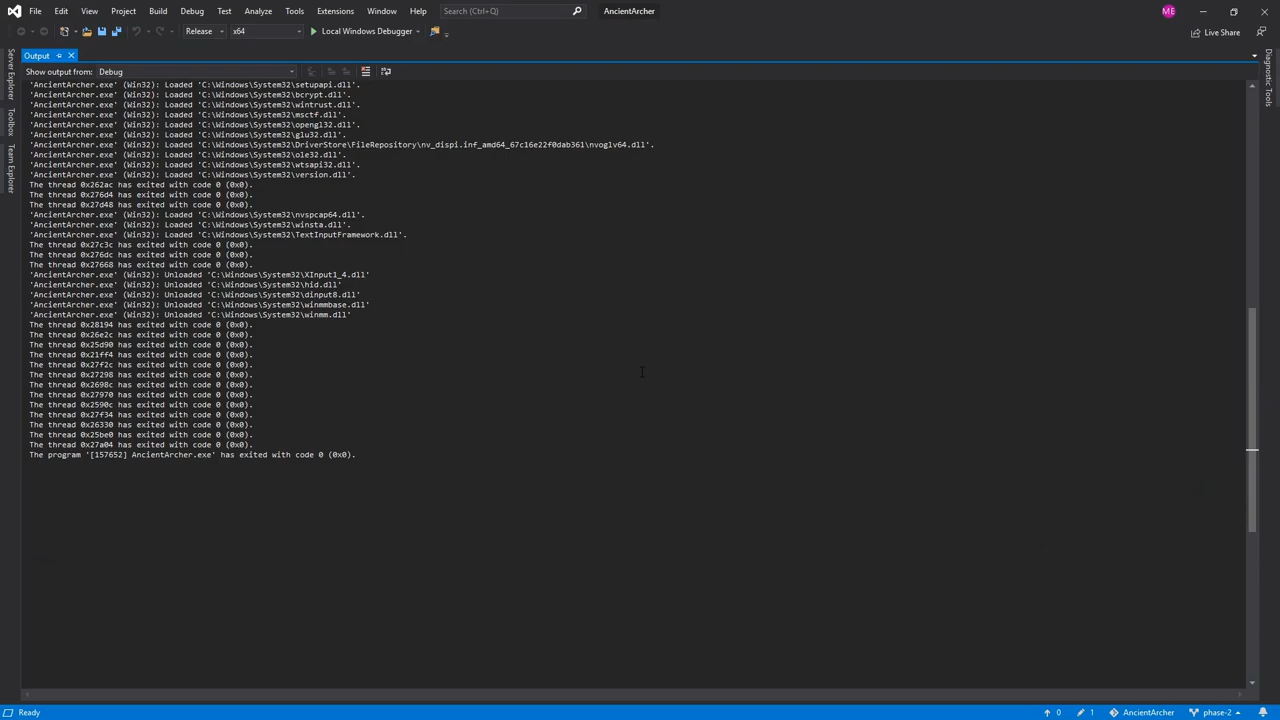 File Edit View Project Build Debug Test Analyze Tools Extensions Window Help Search (Ctrl+Q) AncientArcher ME
Release x64 Local Windows Debugger Live Share
Server Explorer
Toolbox
Team Explorer
Output
Show output from: Debug
'AncientArcher.exe' (Win32): Loaded 'C:\Windows\System32\setupapi.dll'.
'AncientArcher.exe' (Win32): Loaded 'C:\Windows\System32\bcrypt.dll'.
'AncientArcher.exe' (Win32): Loaded 'C:\Windows\System32\wintrust.dll'.
'AncientArcher.exe' (Win32): Loaded 'C:\Windows\System32\msctf.dll'.
'AncientArcher.exe' (Win32): Loaded 'C:\Windows\System32\opengl32.dll'.
'AncientArcher.exe' (Win32): Loaded 'C:\Windows\System32\glu32.dll'.
'AncientArcher.exe' (Win32): Loaded 'C:\Windows\System32\DriverStore\FileRepository\nv_dispi.inf_amd64_67c16e22f0dab361\nvoglv64.dll'.
'AncientArcher.exe' (Win32): Loaded 'C:\Windows\System32\ole32.dll'.
'AncientArcher.exe' (Win32): Loaded 'C:\Windows\System32\wtsapi32.dll'.
'AncientArcher.exe' (Win32): Loaded 'C:\Windows\System32\version.dll'.
The thread 0x262ac has exited with code 0 (0x0).
The thread 0x276d4 has exited with code 0 (0x0).
The thread 0x27d48 has exited with code 0 (0x0).
'AncientArcher.exe' (Win32): Loaded 'C:\Windows\System32\nvspcap64.dll'.
'AncientArcher.exe' (Win32): Loaded 'C:\Windows\System32\winsta.dll'.
'AncientArcher.exe' (Win32): Loaded 'C:\Windows\System32\TextInputFramework.dll'.
The thread 0x27c3c has exited with code 0 (0x0).
The thread 0x276dc has exited with code 0 (0x0).
The thread 0x27668 has exited with code 0 (0x0).
'AncientArcher.exe' (Win32): Unloaded 'C:\Windows\System32\XInput1_4.dll'
'AncientArcher.exe' (Win32): Unloaded 'C:\Windows\System32\hid.dll'
'AncientArcher.exe' (Win32): Unloaded 'C:\Windows\System32\dinput8.dll'
'AncientArcher.exe' (Win32): Unloaded 'C:\Windows\System32\winmmbase.dll'
'AncientArcher.exe' (Win32): Unloaded 'C:\Windows\System32\winmm.dll'
The thread 0x28194 has exited with code 0 (0x0).
The thread 0x26e2c has exited with code 0 (0x0).
The thread 0x25d90 has exited with code 0 (0x0).
The thread 0x21ff4 has exited with code 0 (0x0).
The thread 0x27f2c has exited with code 0 (0x0).
The thread 0x27298 has exited with code 0 (0x0).
The thread 0x2698c has exited with code 0 (0x0).
The thread 0x27970 has exited with code 0 (0x0).
The thread 0x2590c has exited with code 0 (0x0).
The thread 0x27f34 has exited with code 0 (0x0).
The thread 0x26330 has exited with code 0 (0x0).
The thread 0x25be0 has exited with code 0 (0x0).
The thread 0x27a04 has exited with code 0 (0x0).
The program '[157652] AncientArcher.exe' has exited with code 0 (0x0).
Diagnostic Tools
Ready 0 1 AncientArcher phase-2